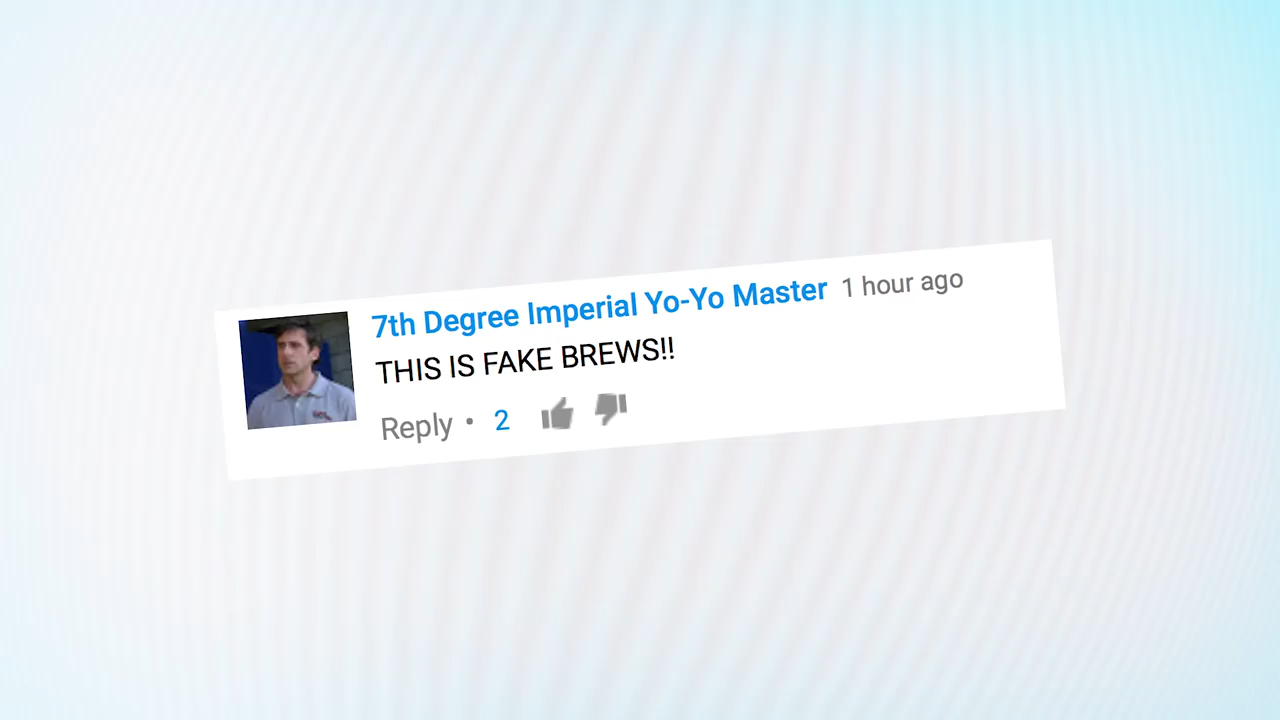 7th Degree Imperial Yo-Yo Master 1 hour ago
THIS IS FAKE BREWS!!
Reply • 2